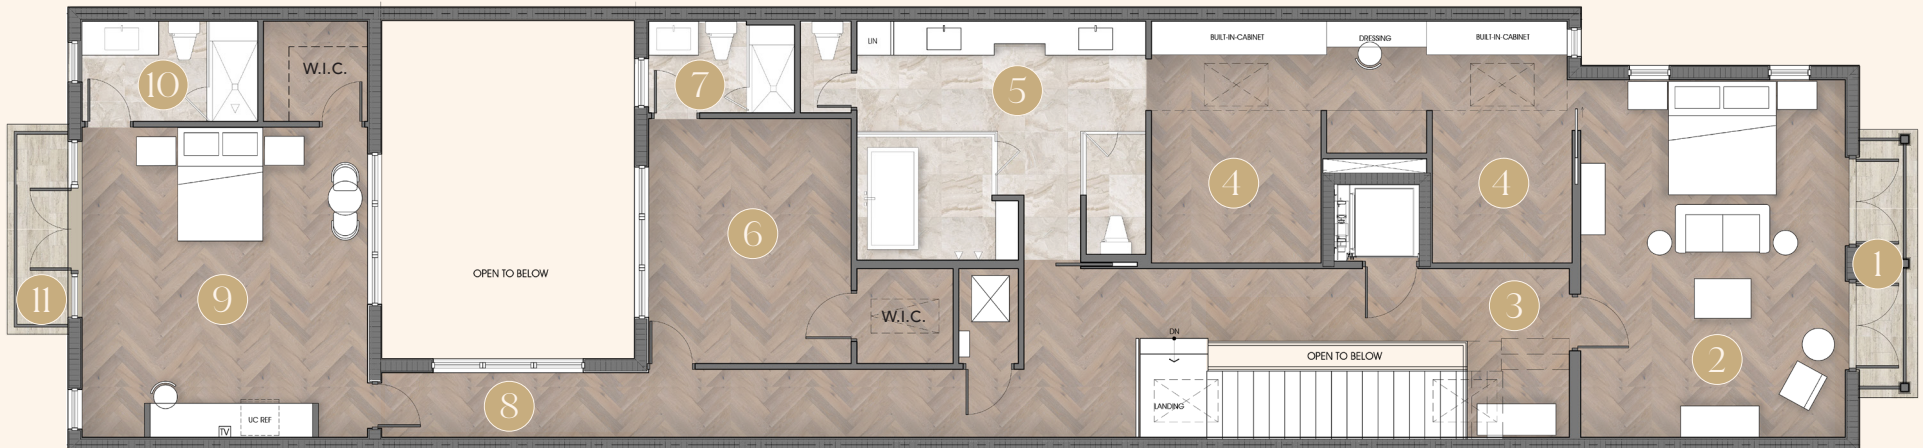 LIN
BUILT-IN-CABINET
DRESSING
BUILT-IN-CABINET
W.I.C.
10
7
5
4
4
6
OPEN TO BELOW
1
11
9
W.I.C.
3
DN
OPEN TO BELOW
2
8
LANDING
UC REF
TV